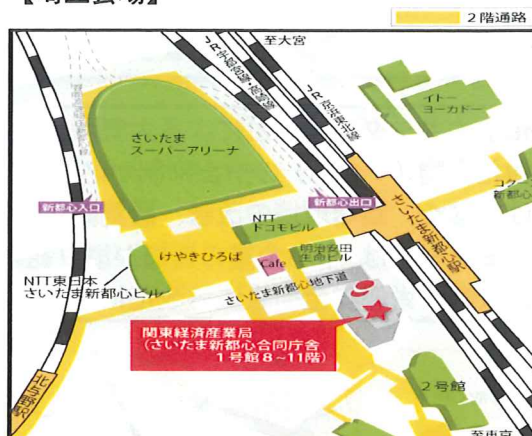 2階通路
至大宮
JR宇都宮線・高崎線
JR京浜東北線
イトー
ヨーカドー
さいたま
スーパーアリーナ
新都心入口
新都心出口
さいたま新都心駅
NTT
ドコモビル
けやきひろば
Cafe
明治安田
生命ビル
NTT東日本
さいたま新都心ビル
さいたま新都心地下道
関東経済産業局
(さいたま新都心合同庁舎
1号館8~11階)
2号館
北与野駅